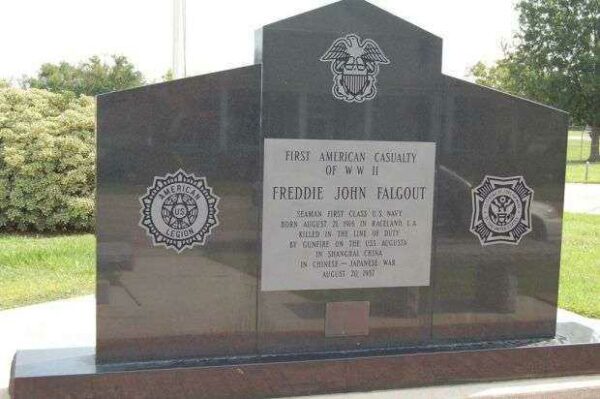 FIRST AMERICAN CASUALTY
OF WW II
FREDDIE JOHN FALGOUT
SEAMAN FIRST CLASS U.S. NAVY
BORN AUGUST 21, 1916 IN RACELAND LA
KILLED IN THE LINE OF DUTY
BY GUNFIRE ON THE USS AUGUSTA
IN SHANGHAI CHINA
IN CHINESE — JAPANESE WAR
AUGUST 20, 1937
AMERICAN
US
LEGION